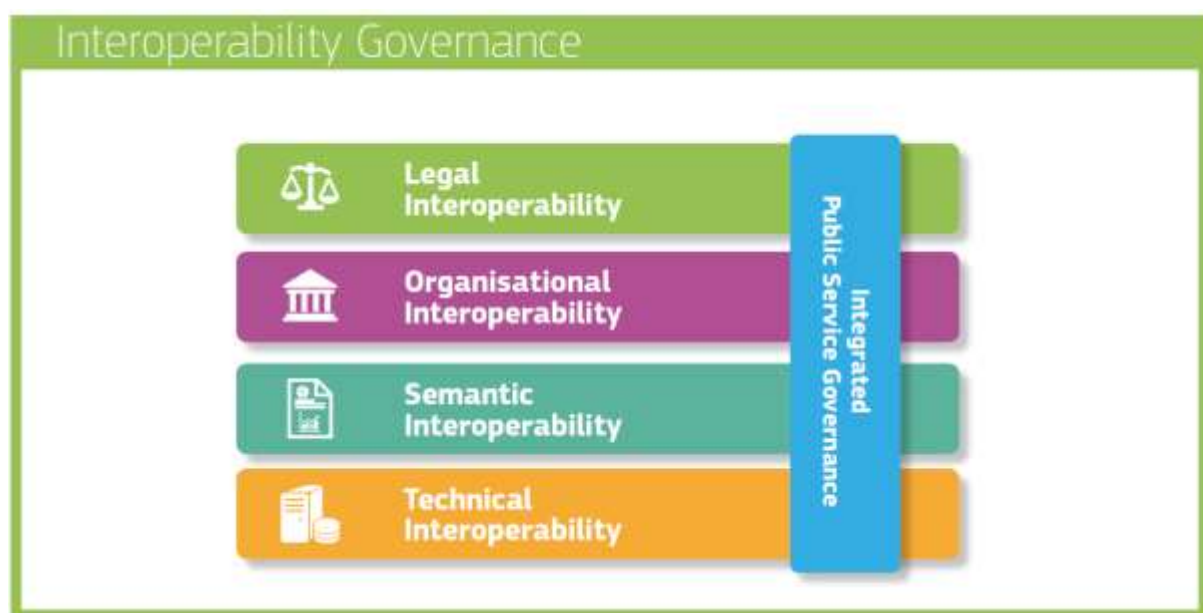 Interoperability Governance
Legal
Interoperability
Organisational
Interoperability
Semantic
Interoperability
Technical
Interoperability
Integrated
Public Service Governance